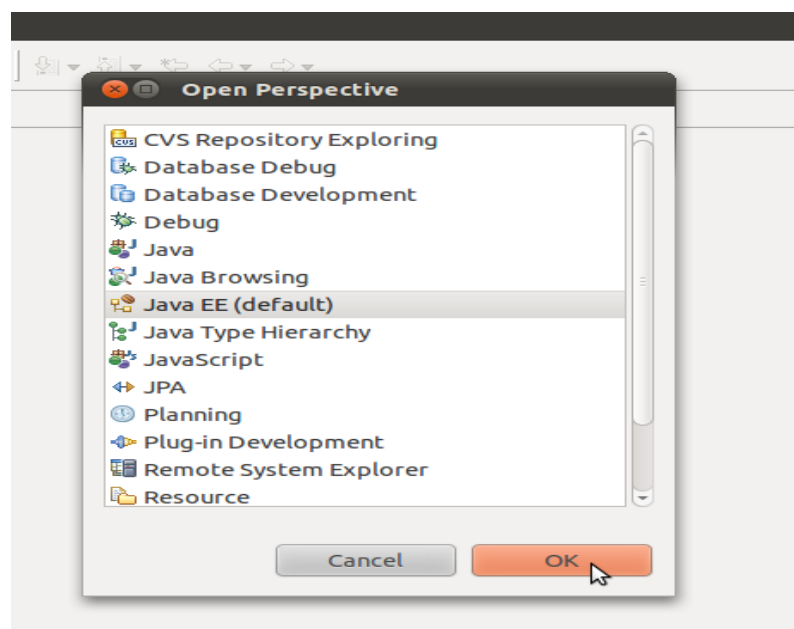 Open Perspective
CVS Repository Exploring
Database Debug
Database Development
Debug
Java
Java Browsing
Java EE (default)
Java Type Hierarchy
JavaScript
JPA
Planning
Plug-in Development
Remote System Explorer
Resource
Cancel
OK